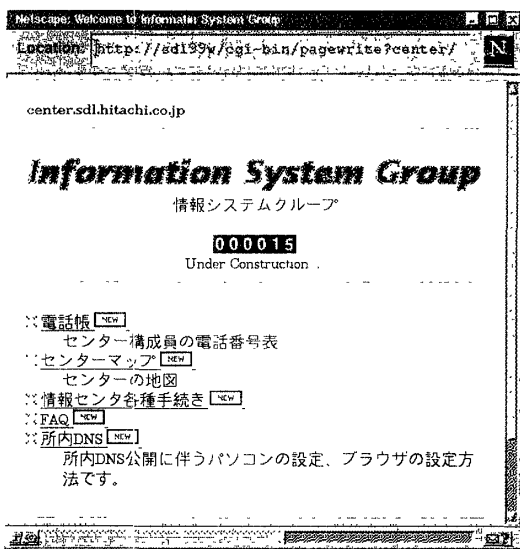 Netscape: Welcome to Informatin System Group
Location: http://sdl99w/cgi-bin/pagewrite?center/
N
center.sdl.hitachi.co.jp
Information System Group
情報システムグループ
000015
Under Construction .
電話帳 NEW
センター構成員の電話番号表
センターマップ NEW
センターの地図
情報センタ各種手続き NEW
FAQ NEW
所内DNS NEW
所内DNS公開に伴うパソコンの設定、ブラウザの設定方
法です。